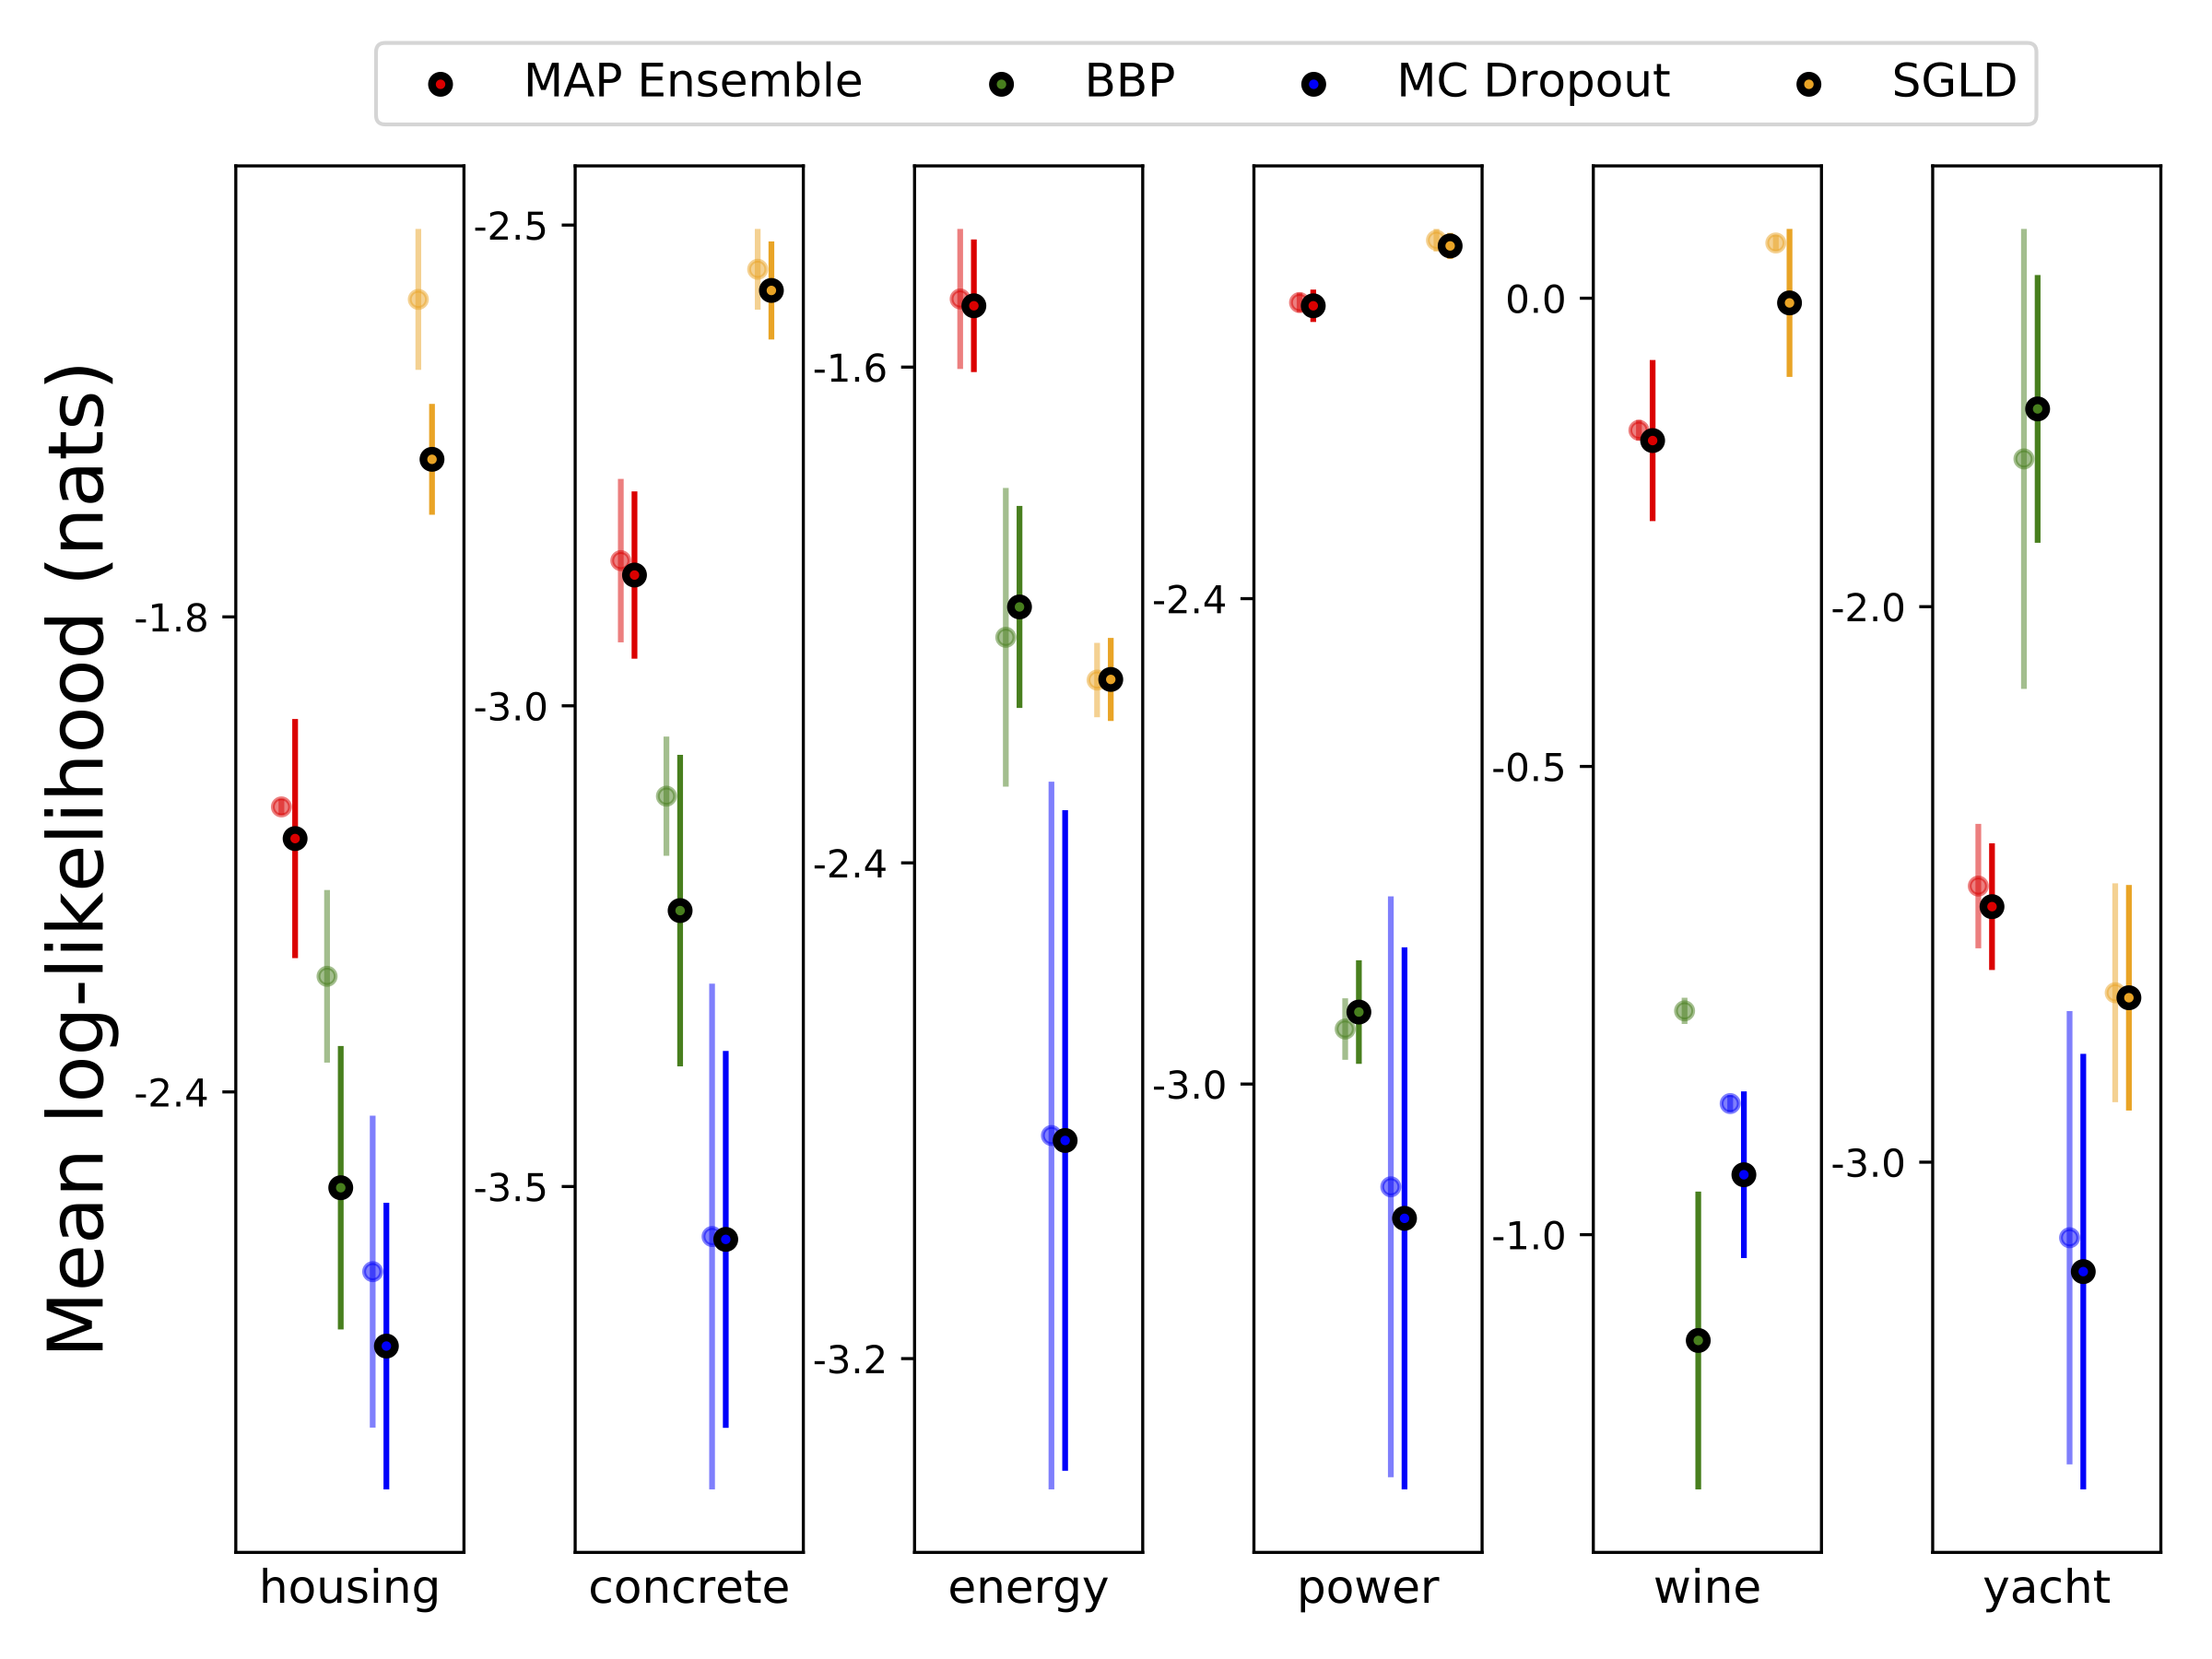 MAP Ensemble BBP MC Dropout SGLD
Mean log-likelihood (nats)
-1.8
-2.4
housing
-2.5
-3.0
-3.5
concrete
-1.6
-2.4
-3.2
energy
-2.4
-3.0
power
0.0
-0.5
-1.0
wine
-2.0
-3.0
yacht